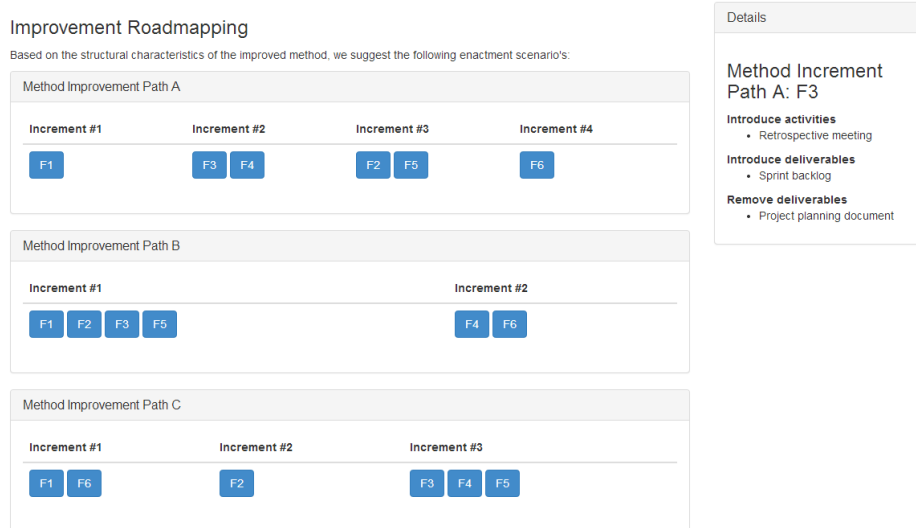 Improvement Roadmapping
Based on the structural characteristics of the improved method, we suggest the following enactment scenario's:
Method Improvement Path A
Increment #1 Increment #2 Increment #3 Increment #4
F1 F3 F4 F2 F5 F6
Method Improvement Path B
Increment #1 Increment #2
F1 F2 F3 F5 F4 F6
Method Improvement Path C
Increment #1 Increment #2 Increment #3
F1 F6 F2 F3 F4 F5
Details
Method Increment
Path A: F3
Introduce activities
• Retrospective meeting
Introduce deliverables
• Sprint backlog
Remove deliverables
• Project planning document